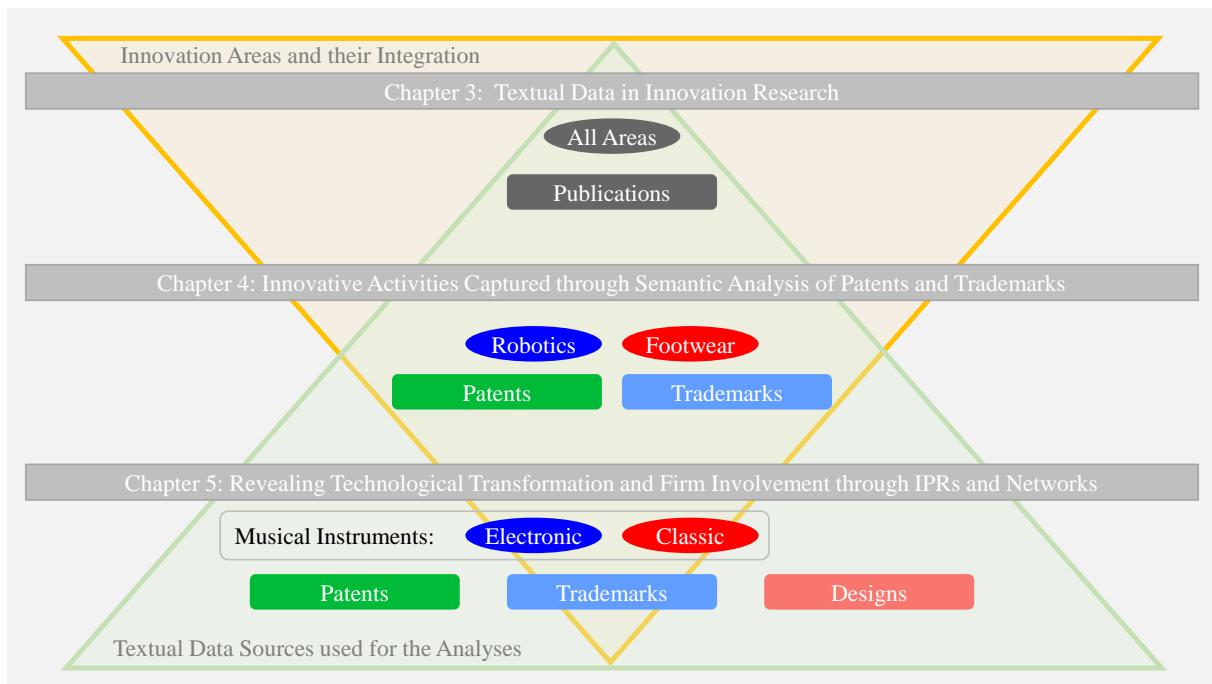 Innovation Areas and their Integration
Chapter 3:  Textual Data in Innovation Research
All Areas
Publications
Chapter 4: Innovative Activities Captured through Semantic Analysis of Patents and Trademarks
Robotics
Footwear
Patents
Trademarks
Chapter 5: Revealing Technological Transformation and Firm Involvement through IPRs and Networks
Musical Instruments:
Electronic
Classic
Patents
Trademarks
Designs
Textual Data Sources used for the Analyses